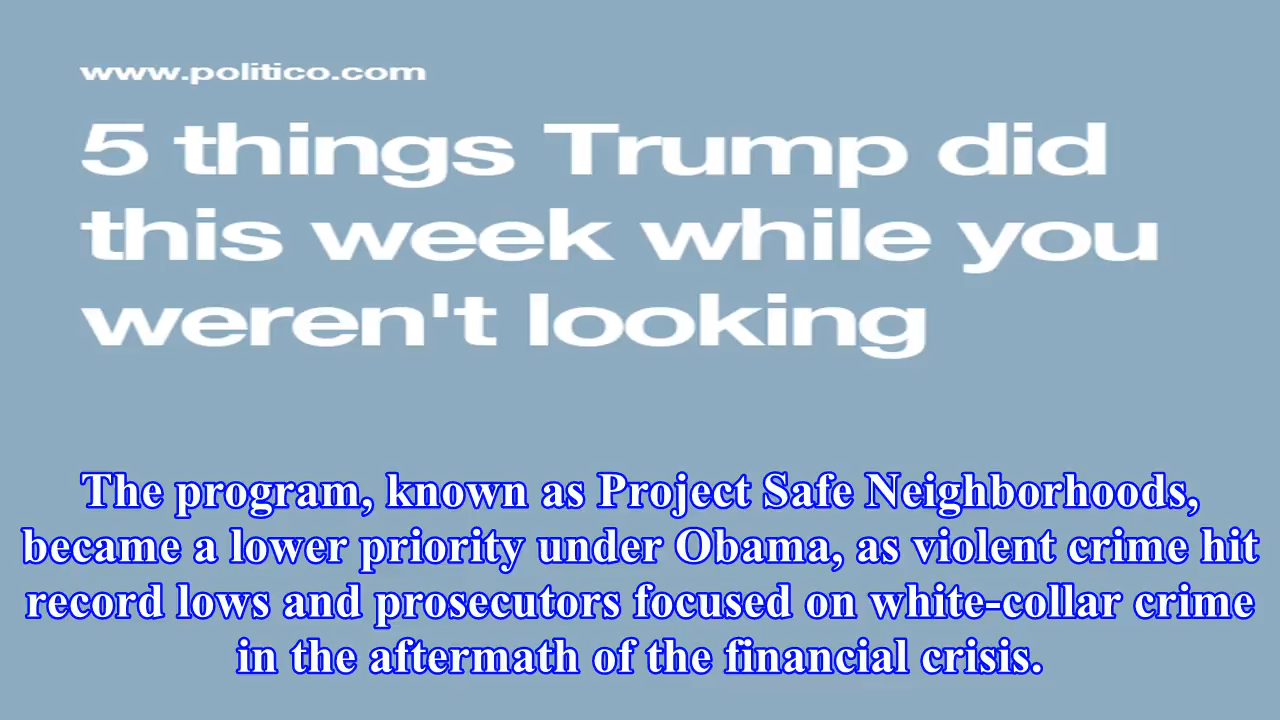 www.politico.com
5 things Trump did
this week while you
weren't looking
The program, known as Project Safe Neighborhoods,
became a lower priority under Obama, as violent crime hit
record lows and prosecutors focused on white-collar crime
in the aftermath of the financial crisis.